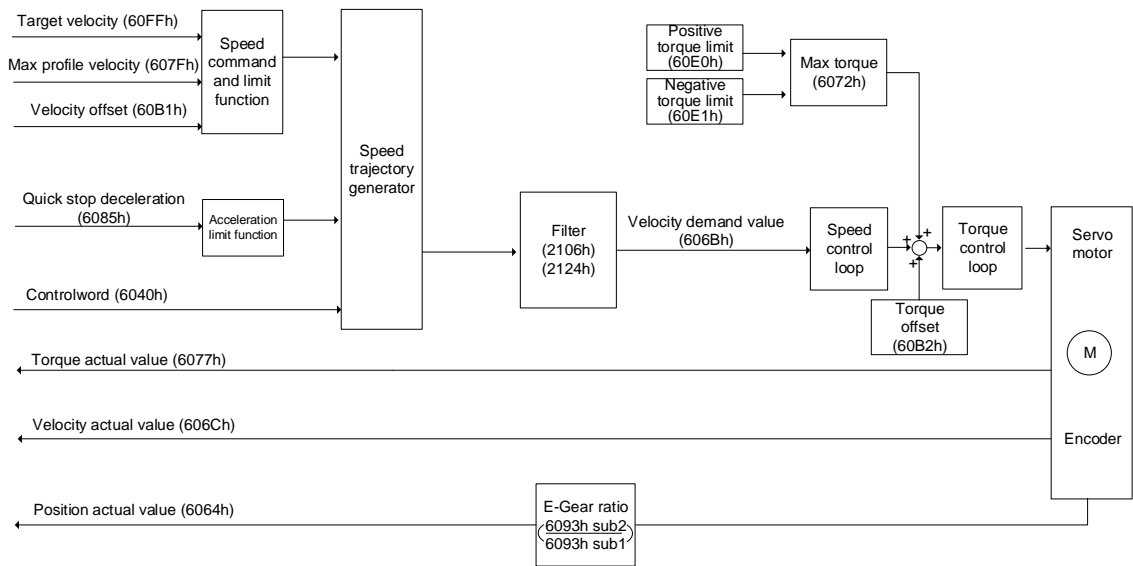 Target velocity (60FFh)
Max profile velocity (607Fh)
Velocity offset (60B1h)
Speed
command
and limit
function
Quick stop deceleration
(6085h)
Acceleration
limit function
Controlword (6040h)
Speed
trajectory
generator
Filter
(2106h)
(2124h)
Velocity demand value
(606Bh)
Positive
torque limit
(60E0h)
Negative
torque limit
(60E1h)
Max torque
(6072h)
Speed
control
loop
+
+
+
Torque
offset
(60B2h)
Torque
control
loop
Servo
motor
M
Encoder
Torque actual value (6077h)
Velocity actual value (606Ch)
Position actual value (6064h)
E-Gear ratio
(6093h sub2
6093h sub1)